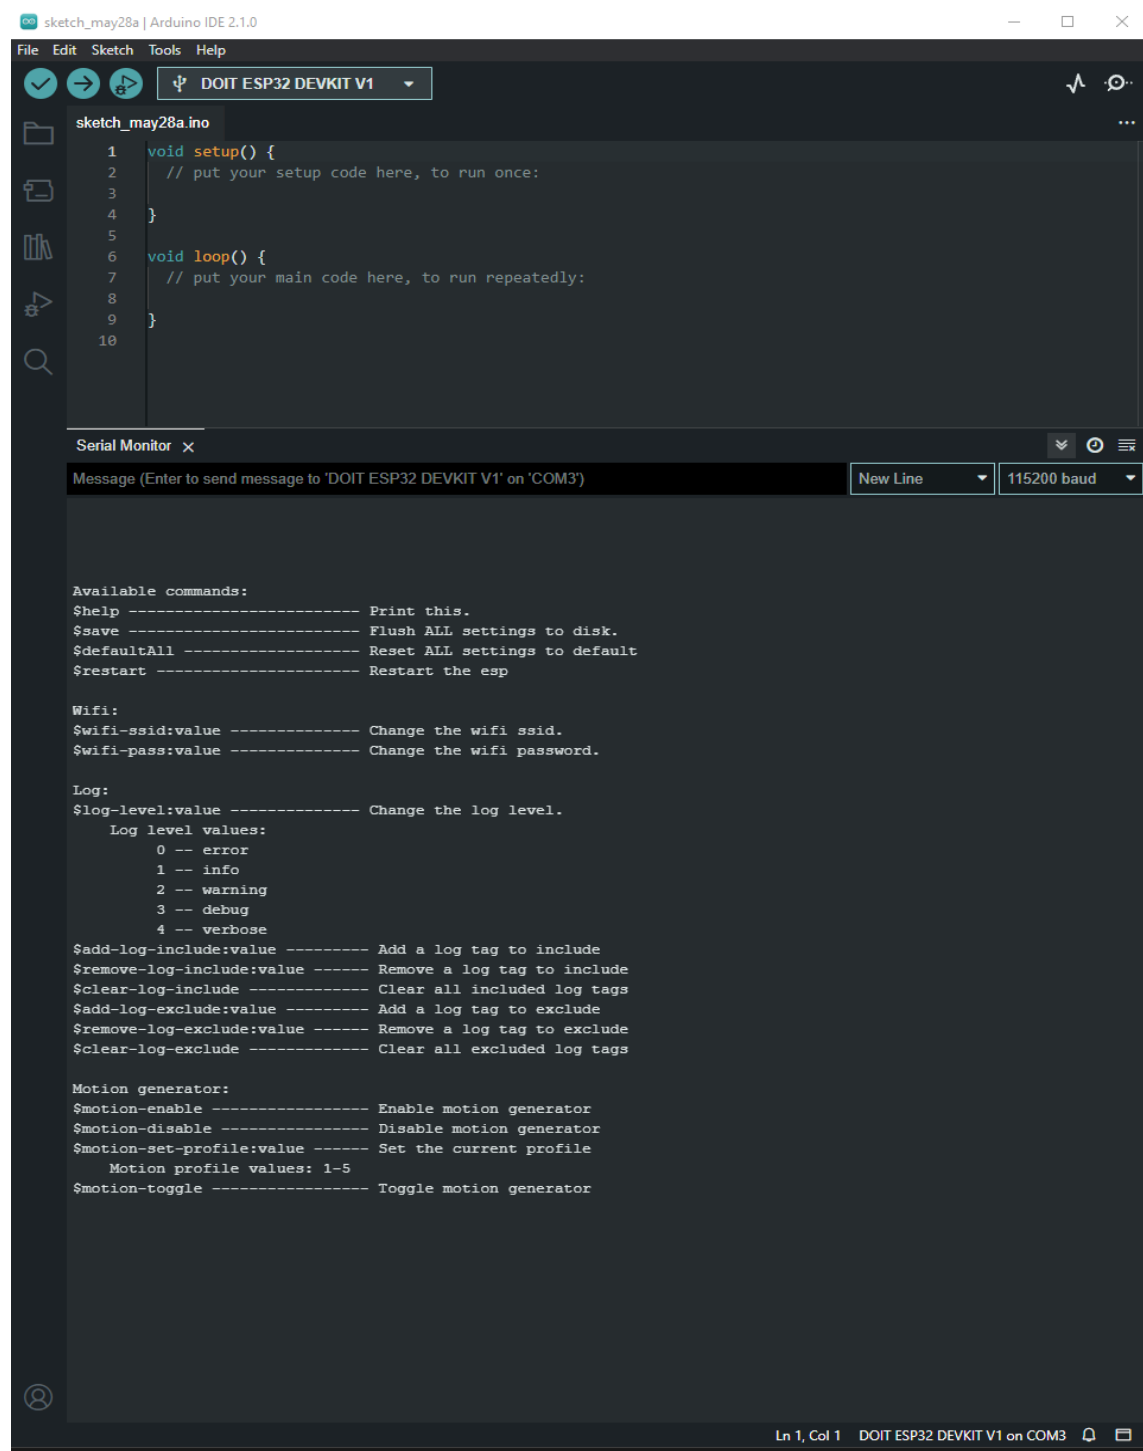 sketch_may28a | Arduino IDE 2.1.0
File Edit Sketch Tools Help
DOIT ESP32 DEVKIT V1
sketch_may28a.ino
1 void setup() {
2 // put your setup code here, to run once:
3
4 }
5
6 void loop() {
7 // put your main code here, to run repeatedly:
8
9 }
10
Serial Monitor
Message (Enter to send message to 'DOIT ESP32 DEVKIT V1' on 'COM3') New Line 115200 baud
Available commands:
$help ------------------------- Print this.
$save ------------------------- Flush ALL settings to disk.
$defaultAll ------------------- Reset ALL settings to default
$restart ---------------------- Restart the esp
Wifi:
$wifi-ssid:value -------------- Change the wifi ssid.
$wifi-pass:value -------------- Change the wifi password.
Log:
$log-level:value -------------- Change the log level.
Log level values:
0 -- error
1 -- info
2 -- warning
3 -- debug
4 -- verbose
$add-log-include:value --------- Add a log tag to include
$remove-log-include:value ------ Remove a log tag to include
$clear-log-include ------------- Clear all included log tags
$add-log-exclude:value --------- Add a log tag to exclude
$remove-log-exclude:value ------ Remove a log tag to exclude
$clear-log-exclude ------------- Clear all excluded log tags
Motion generator:
$motion-enable ----------------- Enable motion generator
$motion-disable ---------------- Disable motion generator
$motion-set-profile:value ------ Set the current profile
Motion profile values: 1-5
$motion-toggle ----------------- Toggle motion generator
Ln 1, Col 1 DOIT ESP32 DEVKIT V1 on COM3